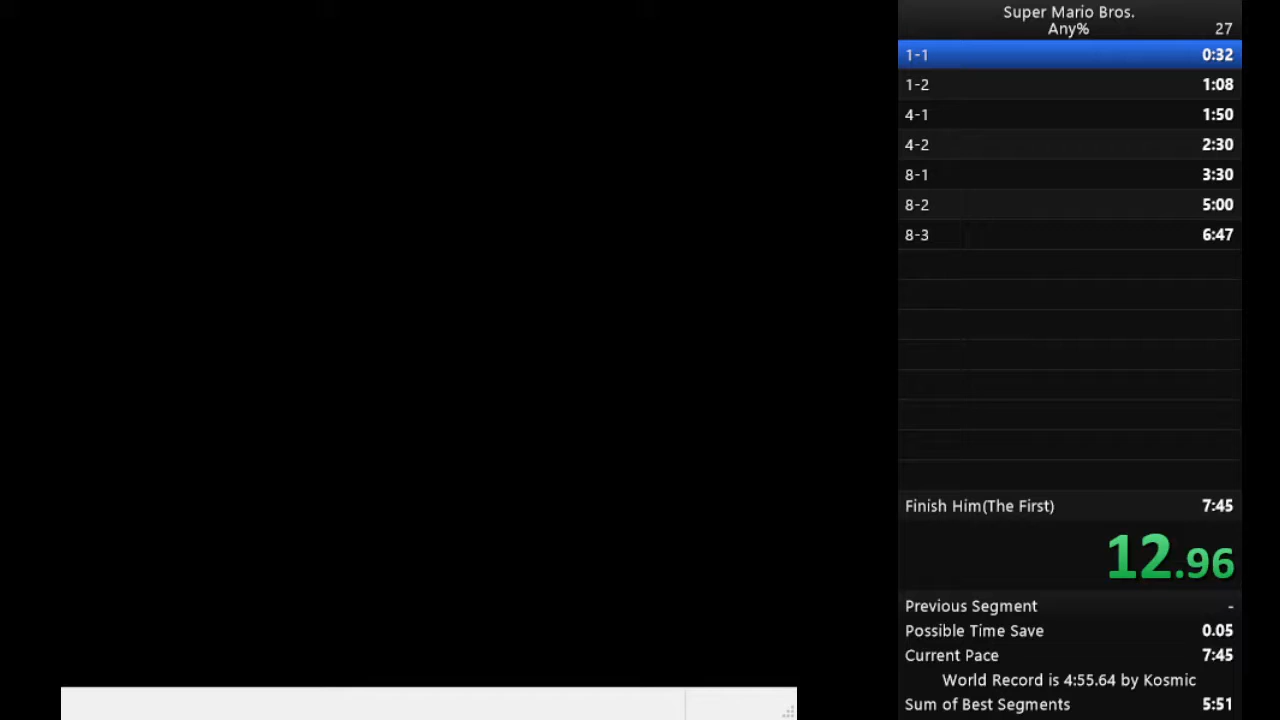 Super Mario Bros.
Any% 27
1-1 0:32
1-2 1:08
4-1 1:50
4-2 2:30
8-1 3:30
8-2 5:00
8-3 6:47
Finish Him(The First) 7:45
12.96
Previous Segment -
Possible Time Save 0.05
Current Pace 7:45
World Record is 4:55.64 by Kosmic
Sum of Best Segments 5:51